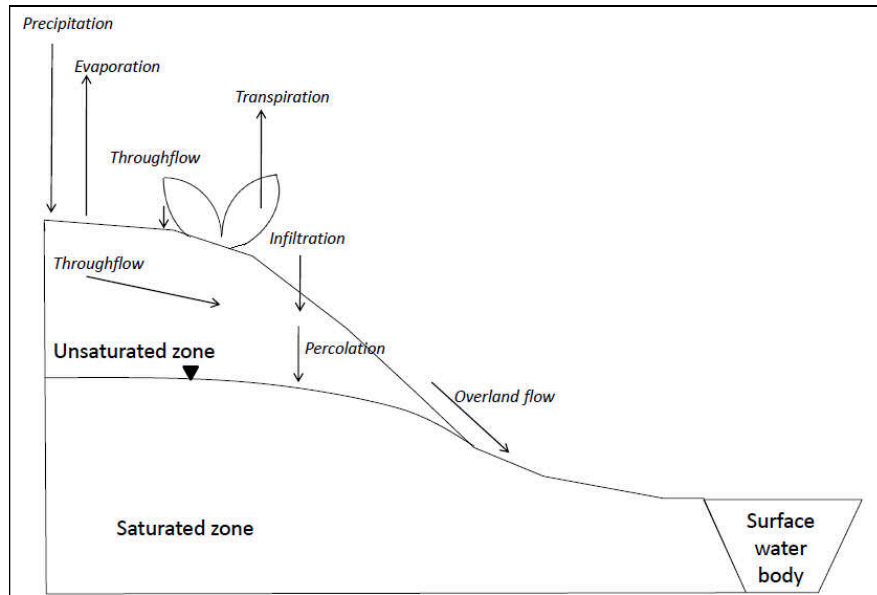 Precipitation
Evaporation
Transpiration
Throughflow
Infiltration
Throughflow
Unsaturated zone
Percolation
Overland flow
Saturated zone
Surface
water
body